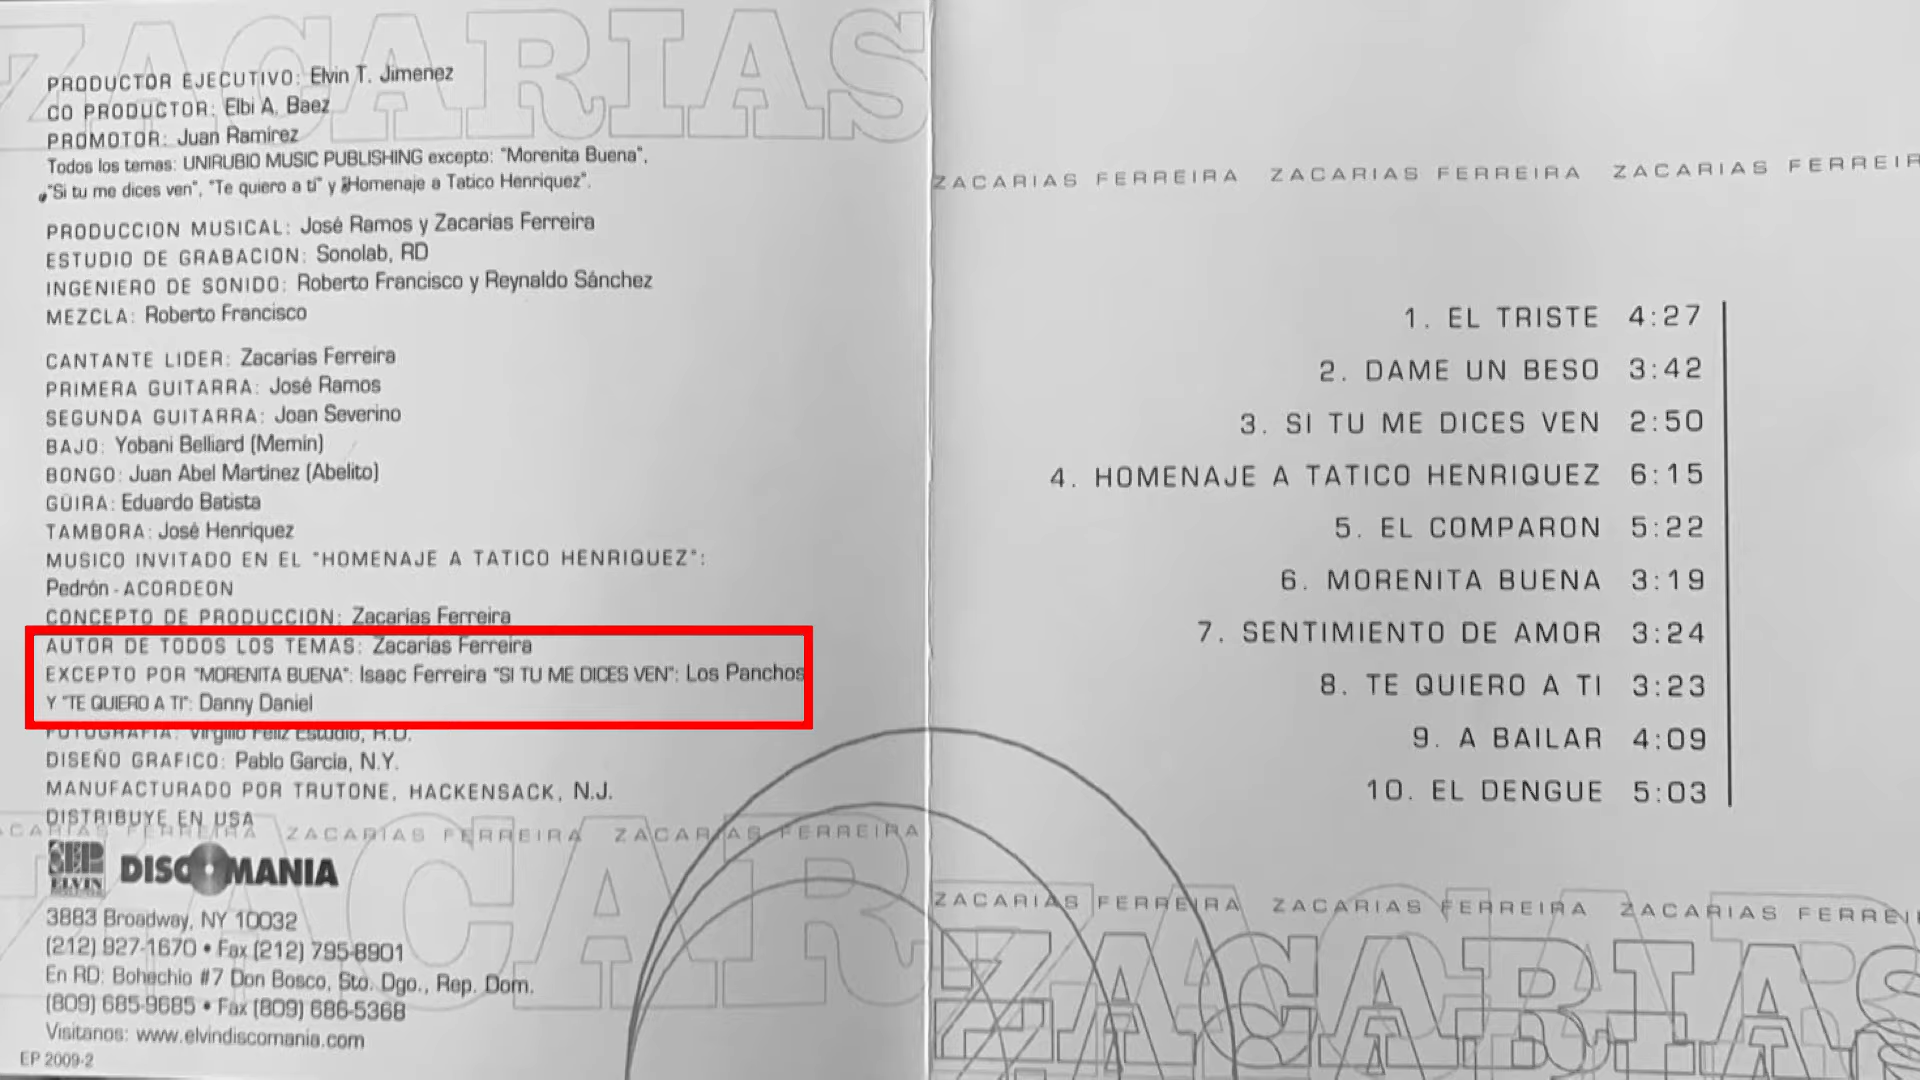 ZACARIAS
PRODUCTOR EJECUTIVO: Elvin T. Jimenez
CO PRODUCTOR: Elbi A. Baez
PROMOTOR: Juan Ramirez
Todos los temas: UNIRUBIO MUSIC PUBLISHING excepto: "Morenita Buena",
"Si tu me dices ven", "Te quiero a ti" y "Homenaje a Tatico Henriquez".
PRODUCCION MUSICAL: José Ramos y Zacarias Ferreira
ESTUDIO DE GRABACION: Sonolab, RD
INGENIERO DE SONIDO: Roberto Francisco y Reynaldo Sánchez
MEZCLA: Roberto Francisco
CANTANTE LIDER: Zacarias Ferreira
PRIMERA GUITARRA: José Ramos
SEGUNDA GUITARRA: Joan Severino
BAJO: Yobani Belliard (Memin)
BONGO: Juan Abel Martinez (Abelito)
GÜIRA: Eduardo Batista
TAMBORA: José Henriquez
MUSICO INVITADO EN EL "HOMENAJE A TATICO HENRIQUEZ":
Pedrón - ACORDEON
CONCEPTO DE PRODUCCION: Zacarias Ferreira
AUTOR DE TODOS LOS TEMAS: Zacarias Ferreira
EXCEPTO POR "MORENITA BUENA": Isaac Ferreira "SI TU ME DICES VEN": Los Panchos
Y "TE QUIERO A TI": Danny Daniel
FOTOGRAFIA: Virgilio Feliz Estudio, R.D.
DISEÑO GRAFICO: Pablo Garcia, N.Y.
MANUFACTURADO POR TRUTONE, HACKENSACK, N.J.
DISTRIBUYE EN USA
CARIAS FERREIRA ZACARIAS FERREIRA ZACARIAS FERREIRA
ZACAR
EP ELVIN DISCOMANIA
3883 Broadway, NY 10032
(212) 927-1670 • Fax (212) 795-8901
En RD: Bohechio #7 Don Bosco, Sto. Dgo., Rep. Dom.
(809) 685-9685 • Fax (809) 686-5368
Visitanos: www.elvindiscomania.com
EP 2009-2
ZACARIAS FERREIRA ZACARIAS FERREIRA ZACARIAS FERREIR
1. EL TRISTE 4:27
2. DAME UN BESO 3:42
3. SI TU ME DICES VEN 2:50
4. HOMENAJE A TATICO HENRIQUEZ 6:15
5. EL COMPARON 5:22
6. MORENITA BUENA 3:19
7. SENTIMIENTO DE AMOR 3:24
8. TE QUIERO A TI 3:23
9. A BAILAR 4:09
10. EL DENGUE 5:03
ZACARIAS FERREIRA ZACARIAS FERREIRA ZACARIAS FERREI
ZACARIAS